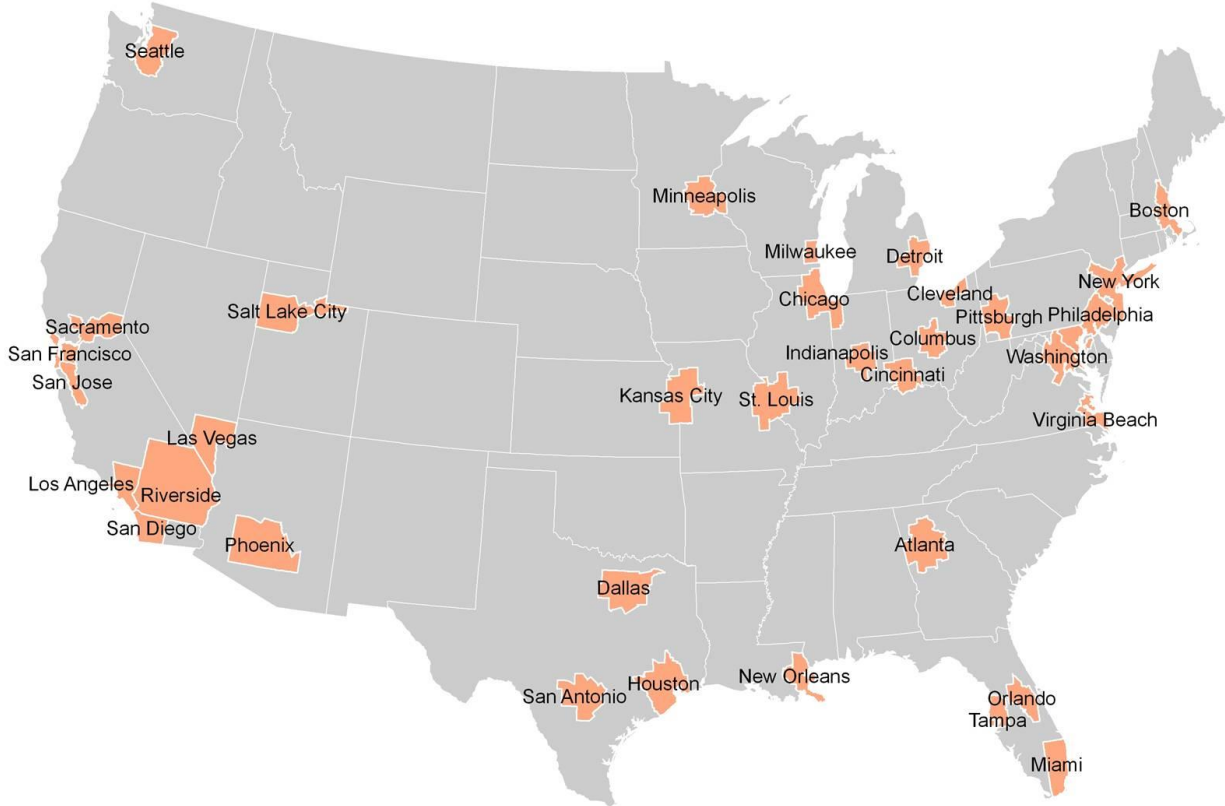 Seattle
Minneapolis
Boston
Milwaukee
Detroit
New York
Cleveland
Chicago
Salt Lake City
Pittsburgh
Philadelphia
Sacramento
Columbus
San Francisco
Indianapolis
Washington
Cincinnati
San Jose
Kansas City
St. Louis
Virginia Beach
Las Vegas
Los Angeles
Riverside
San Diego
Phoenix
Atlanta
Dallas
New Orleans
Houston
San Antonio
Orlando
Tampa
Miami